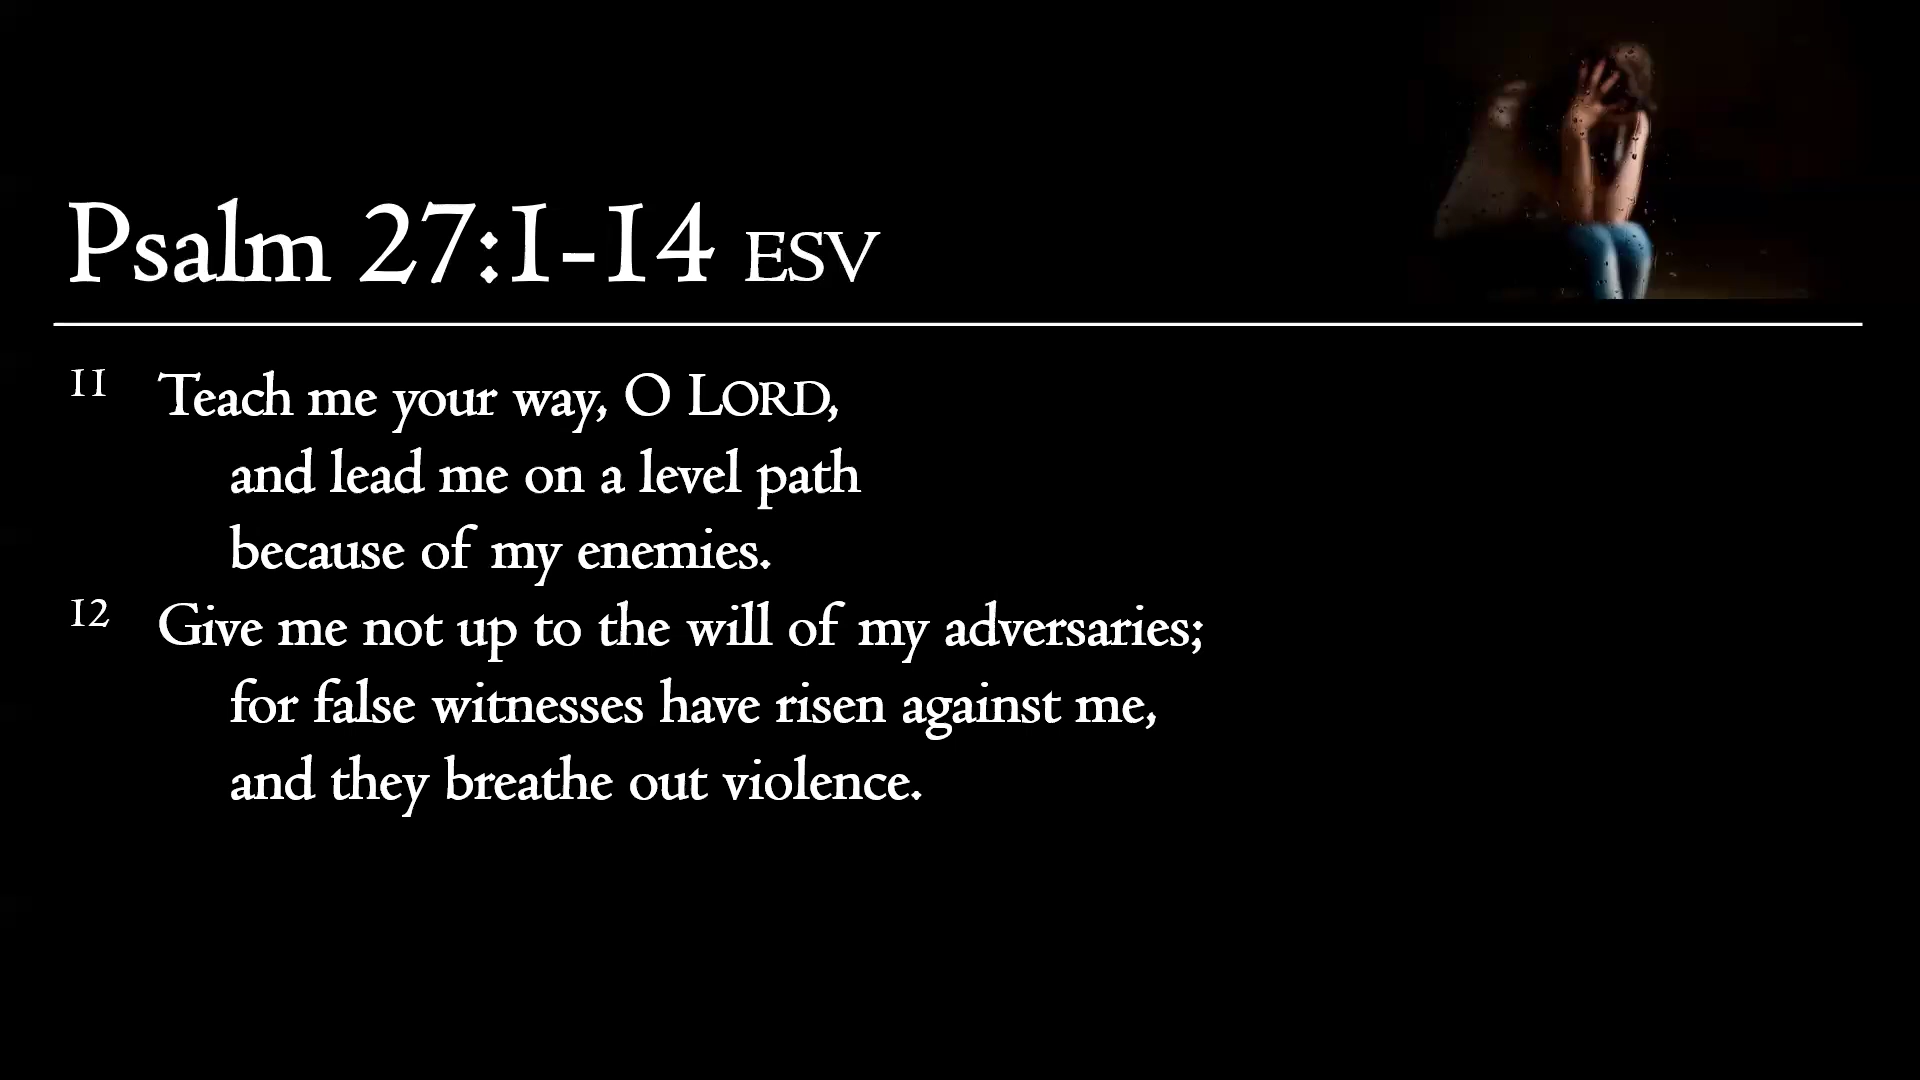 Psalm 27:1-14 ESV
11 Teach me your way, O LORD,
and lead me on a level path
because of my enemies.
12 Give me not up to the will of my adversaries;
for false witnesses have risen against me,
and they breathe out violence.